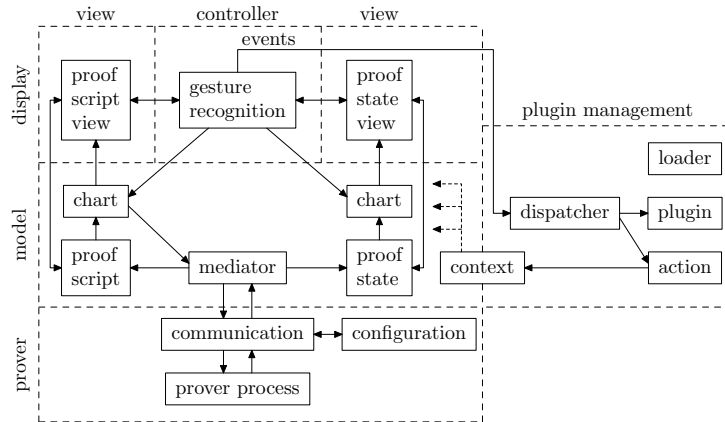 view
controller
view
events
display
proof
script
view
gesture
recognition
proof
state
view
plugin management
loader
model
chart
chart
dispatcher
plugin
proof
script
mediator
proof
state
context
action
prover
communication
configuration
prover process